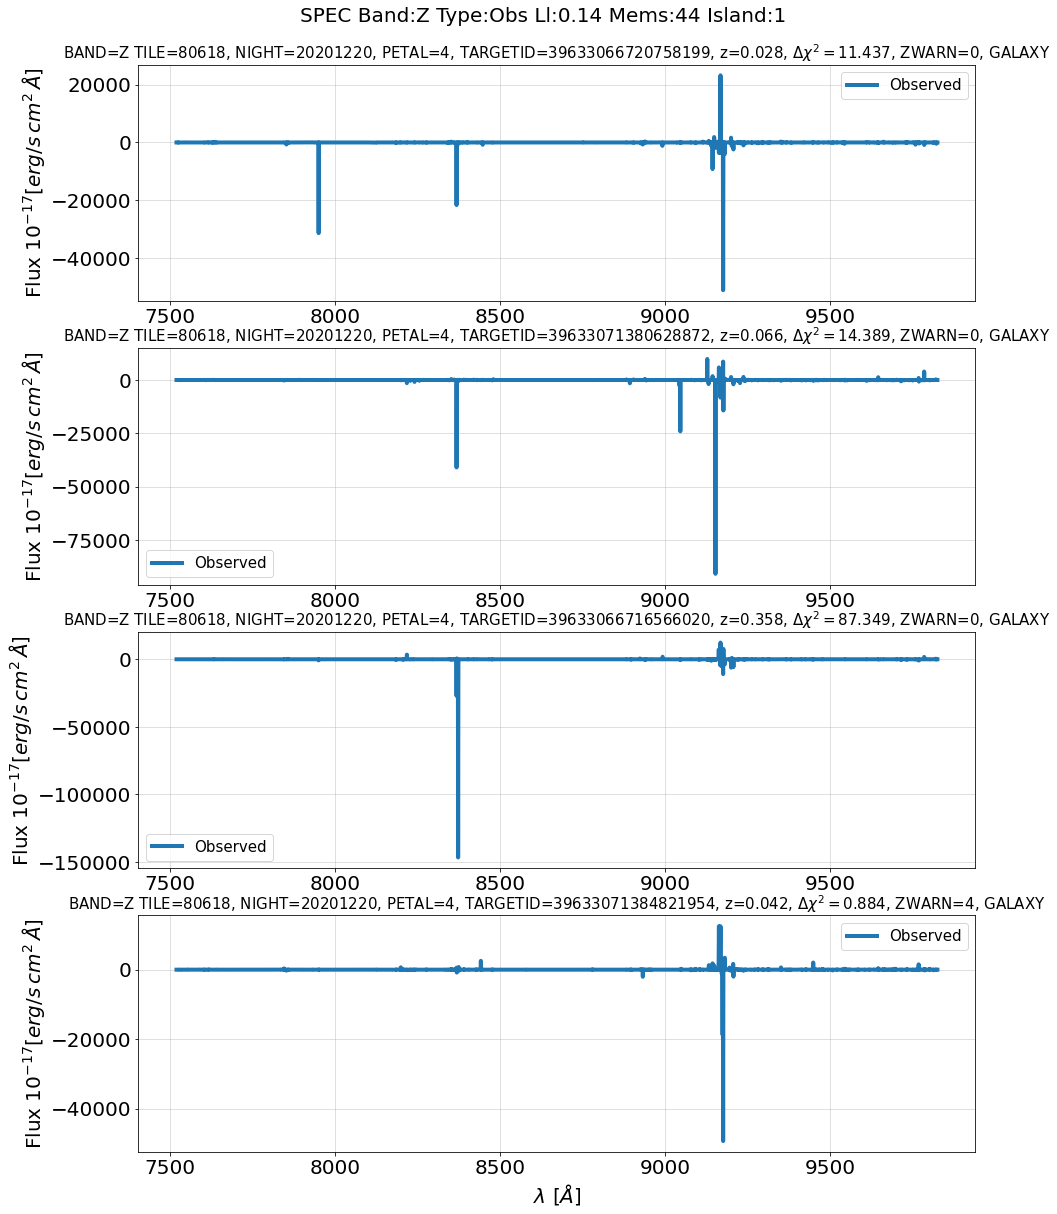 SPEC Band:Z Type:Obs Ll:0.14 Mems:44 Island:1
BAND=Z TILE=80618, NIGHT=20201220, PETAL=4, TARGETID=39633066720758199, z=0.028, Δχ² = 11.437, ZWARN=0, GALAXY
Flux 10⁻¹⁷[erg/s cm² Å]
20000
0
−20000
−40000
Observed
7500 8000 8500 9000 9500
BAND=Z TILE=80618, NIGHT=20201220, PETAL=4, TARGETID=39633071380628872, z=0.066, Δχ² = 14.389, ZWARN=0, GALAXY
Flux 10⁻¹⁷[erg/s cm² Å]
0
−25000
−50000
−75000
Observed
7500 8000 8500 9000 9500
BAND=Z TILE=80618, NIGHT=20201220, PETAL=4, TARGETID=39633066716566020, z=0.358, Δχ² = 87.349, ZWARN=0, GALAXY
Flux 10⁻¹⁷[erg/s cm² Å]
0
−50000
−100000
−150000
Observed
7500 8000 8500 9000 9500
BAND=Z TILE=80618, NIGHT=20201220, PETAL=4, TARGETID=39633071384821954, z=0.042, Δχ² = 0.884, ZWARN=4, GALAXY
Flux 10⁻¹⁷[erg/s cm² Å]
0
−20000
−40000
Observed
7500 8000 8500 9000 9500
λ [Å]